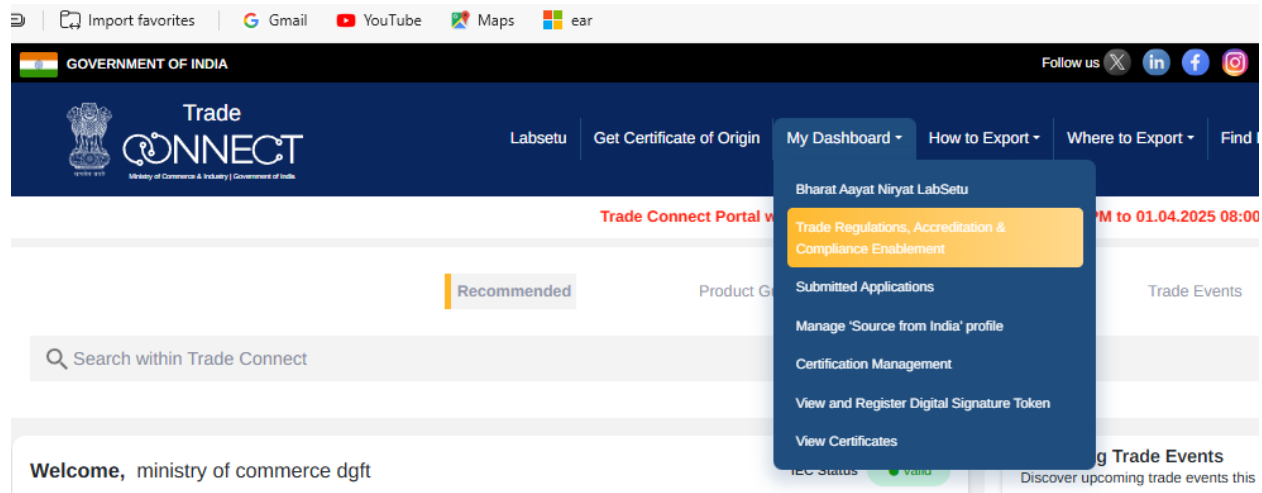 Import favorites
Gmail
YouTube
Maps
ear
GOVERNMENT OF INDIA
Follow us
Trade
CONNECT
Ministry of Commerce & Industry | Government of India
Labsetu
Get Certificate of Origin
My Dashboard
How to Export
Where to Export
Find
Bharat Aayat Niryat LabSetu
Trade Regulations, Accreditation &
Compliance Enablement
Submitted Applications
Manage 'Source from India' profile
Certification Management
View and Register Digital Signature Token
View Certificates
Trade Connect Portal
to 01.04.2025 08:00
Recommended
Product
Trade Events
Search within Trade Connect
Welcome, ministry of commerce dgft
IEC Status
Trade Events
Discover upcoming trade events this